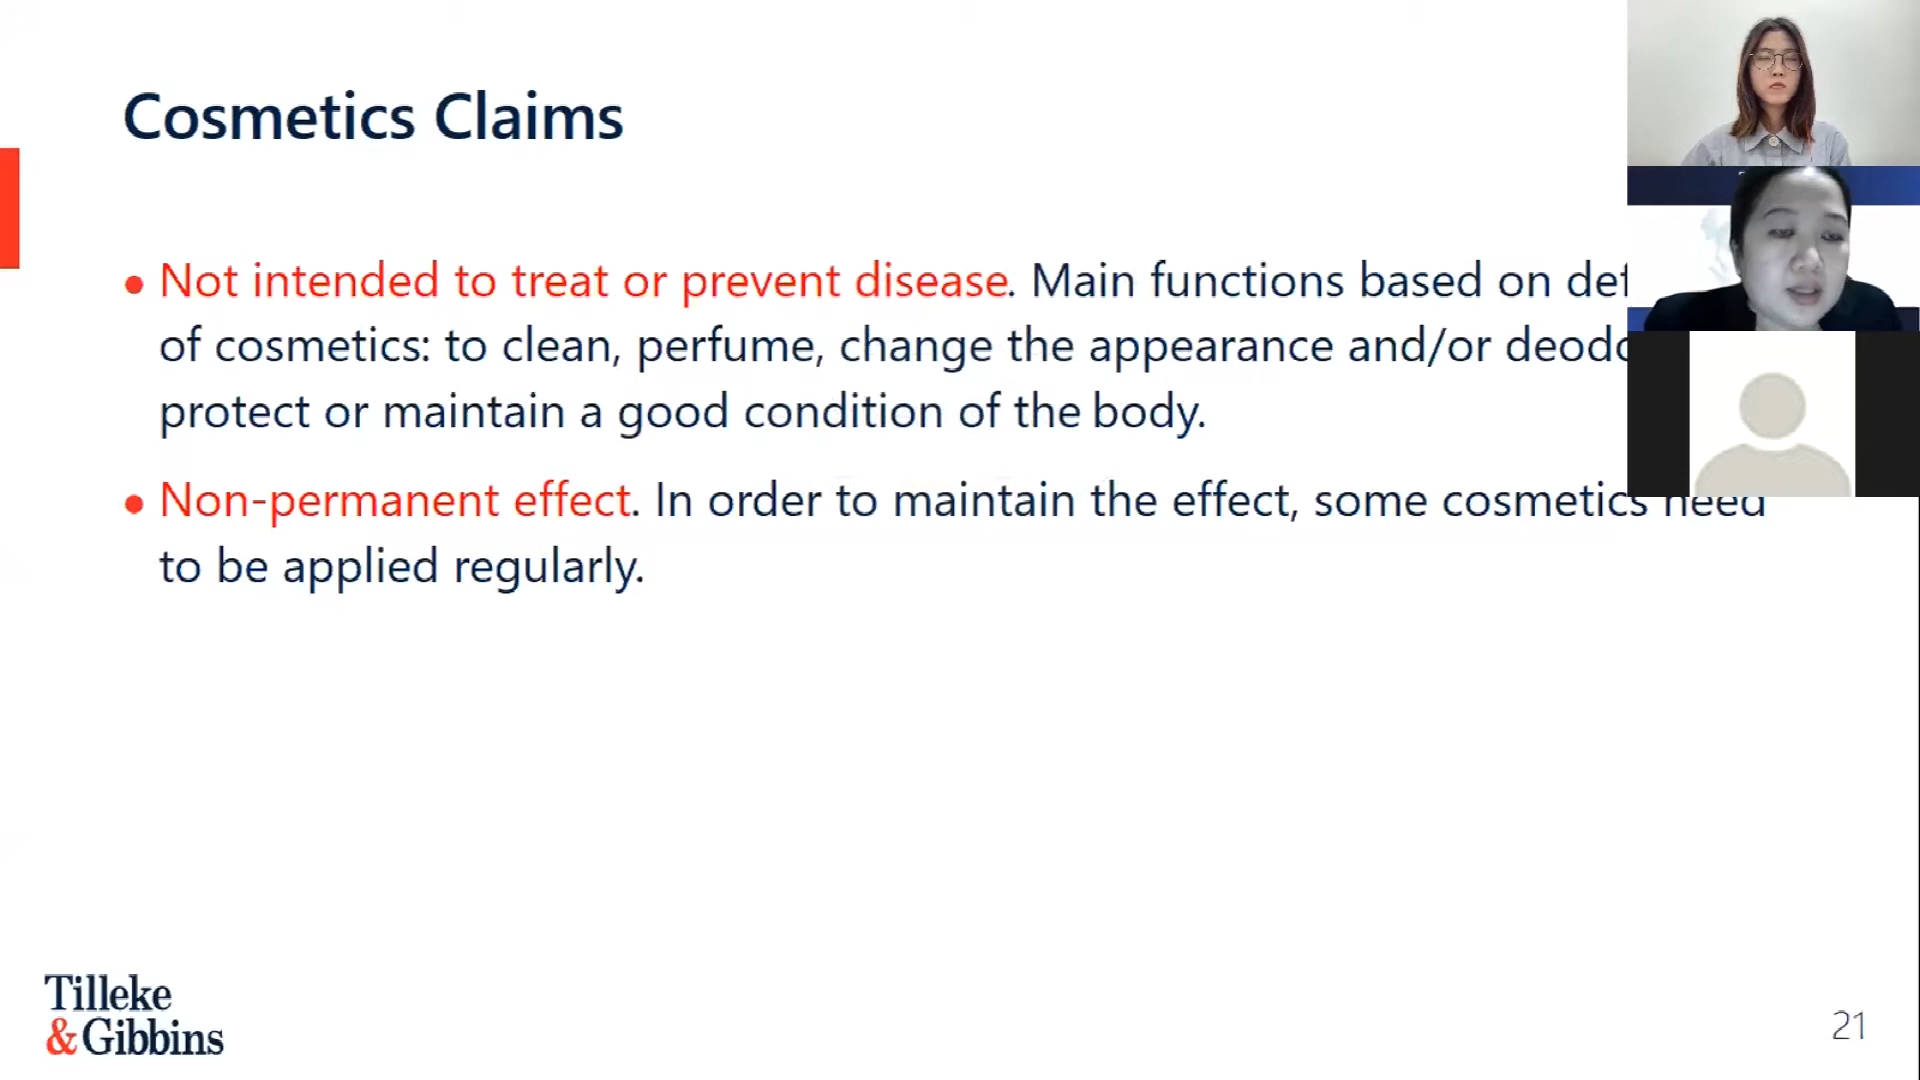 Cosmetics Claims
• Not intended to treat or prevent disease. Main functions based on
of cosmetics: to clean, perfume, change the appearance and/or
protect or maintain a good condition of the body.
• Non-permanent effect. In order to maintain the effect, some cosmetics need
to be applied regularly.
Tilleke
&Gibbins
21